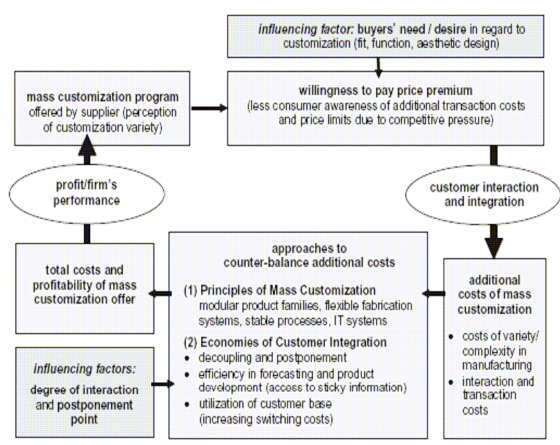 influencing factor: buyers' need / desire in regard to
customization (fit, function, aesthetic design)
mass customization program
offered by supplier (perception
of customization variety)
willingness to pay price premium
(less consumer awareness of additional transaction costs
and price limits due to competitive pressure)
profit/firm's
performance
customer interaction
and integration
total costs and
profitability of mass
customization offer
approaches to
counter-balance additional costs
(1) Principles of Mass Customization
modular product families, flexible fabrication
systems, stable processes, IT systems
(2) Economies of Customer Integration
• decoupling and postponement
• efficiency in forecasting and product
development (access to sticky information)
• utilization of customer base
(increasing switching costs)
additional
costs of mass
customization
• costs of variety/
complexity in
manufacturing
• interaction and
transaction
costs
influencing factors:
degree of interaction
and postponement
point